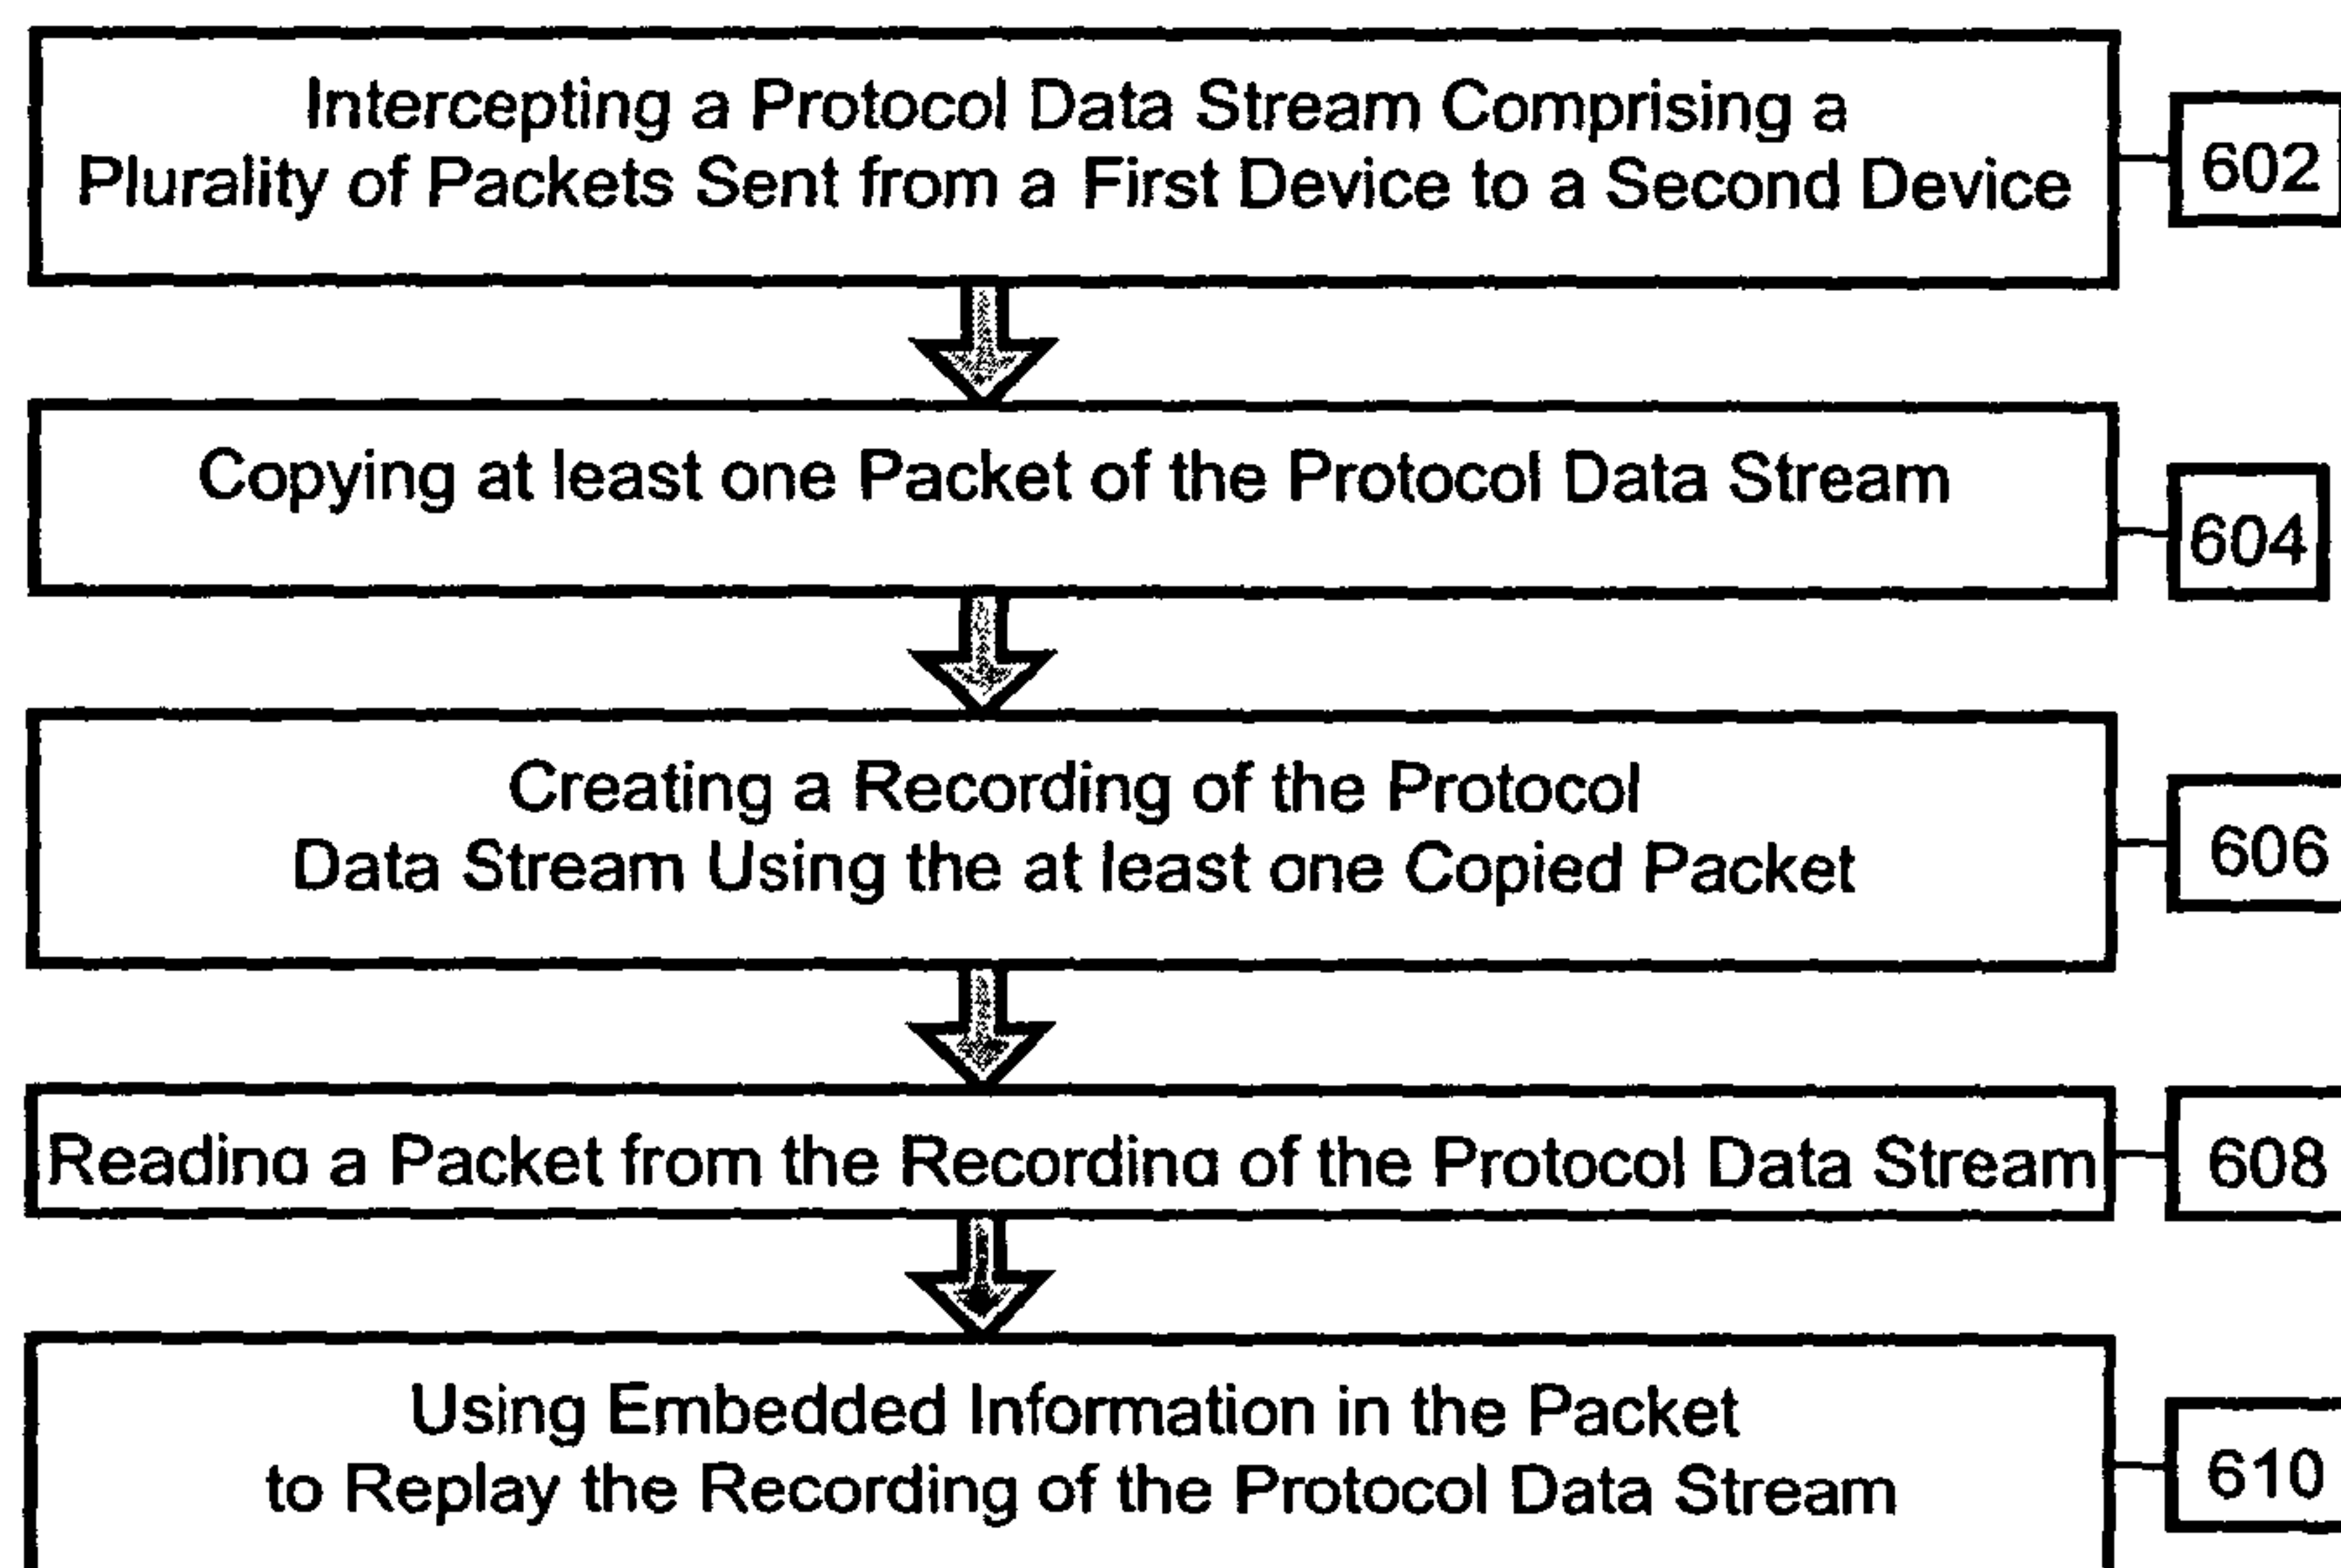 Intercepting a Protocol Data Stream Comprising a
Plurality of Packets Sent from a First Device to a Second Device
602
Copying at least one Packet of the Protocol Data Stream
604
Creating a Recording of the Protocol
Data Stream Using the at least one Copied Packet
606
Reading a Packet from the Recording of the Protocol Data Stream
608
Using Embedded Information in the Packet
to Replay the Recording of the Protocol Data Stream
610